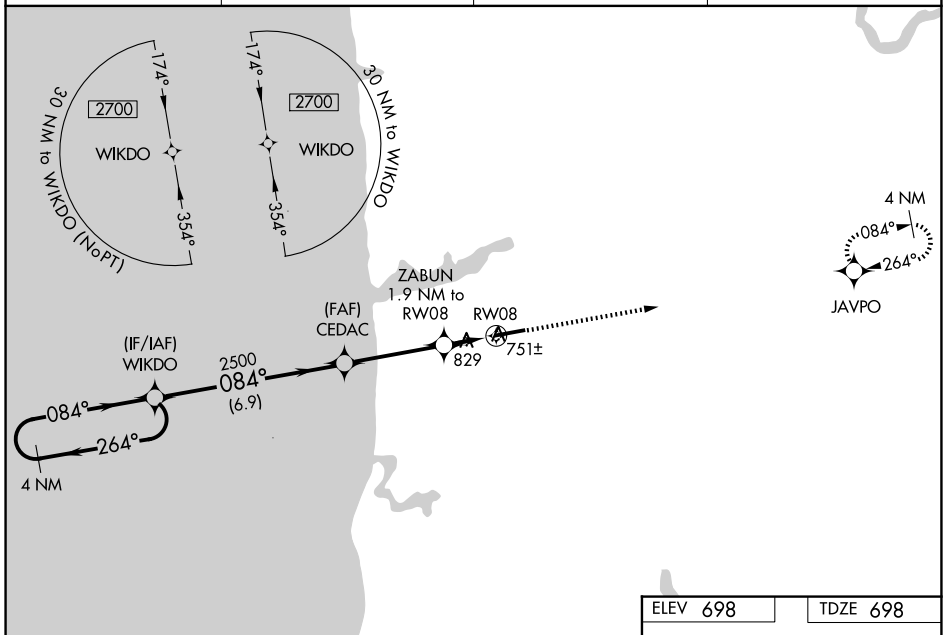 174°
2700
WIKDO
354°
30 NM to WIKDO (NoPT)
174°
2700
WIKDO
354°
30 NM to WIKDO
4 NM
084°
264°
JAVPO
ZABUN
1.9 NM to
RW08
RW08
829
751±
(FAF)
CEDAC
(IF/IAF)
WIKDO
2500
084°
(6.9)
084°
264°
4 NM
ELEV 698
TDZE 698